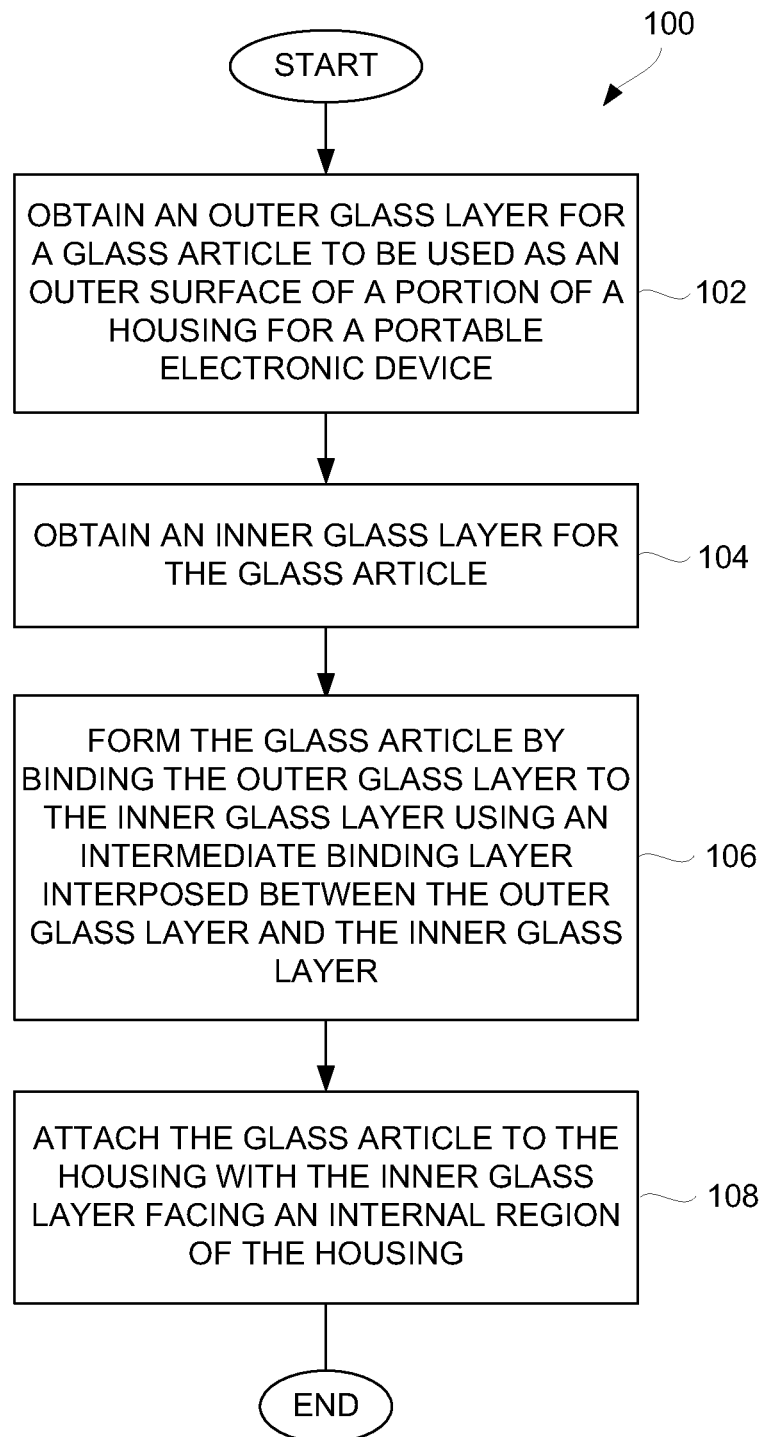 100
START
OBTAIN AN OUTER GLASS LAYER FOR
A GLASS ARTICLE TO BE USED AS AN
OUTER SURFACE OF A PORTION OF A
HOUSING FOR A PORTABLE
ELECTRONIC DEVICE
102
OBTAIN AN INNER GLASS LAYER FOR
THE GLASS ARTICLE
104
FORM THE GLASS ARTICLE BY
BINDING THE OUTER GLASS LAYER TO
THE INNER GLASS LAYER USING AN
INTERMEDIATE BINDING LAYER
INTERPOSED BETWEEN THE OUTER
GLASS LAYER AND THE INNER GLASS
LAYER
106
ATTACH THE GLASS ARTICLE TO THE
HOUSING WITH THE INNER GLASS
LAYER FACING AN INTERNAL REGION
OF THE HOUSING
108
END